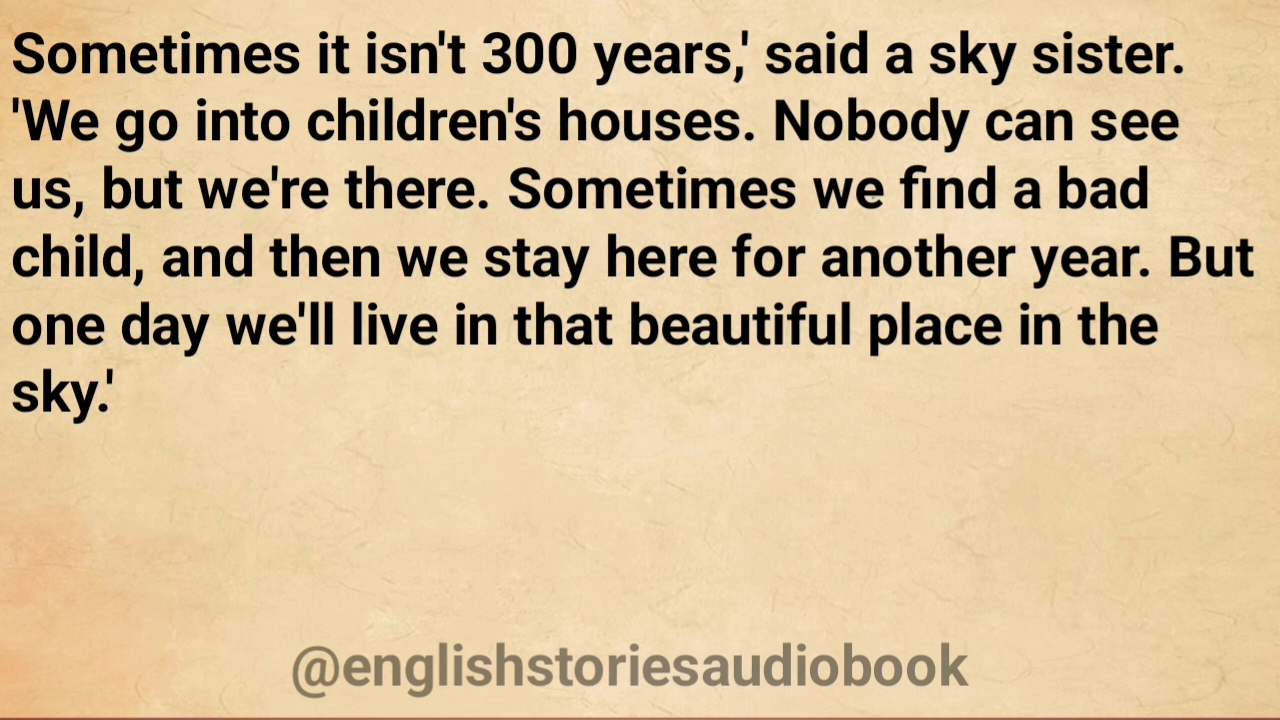 Sometimes it isn't 300 years,' said a sky sister.
'We go into children's houses. Nobody can see
us, but we're there. Sometimes we find a bad
child, and then we stay here for another year. But
one day we'll live in that beautiful place in the
sky.'
@englishstoriesaudiobook